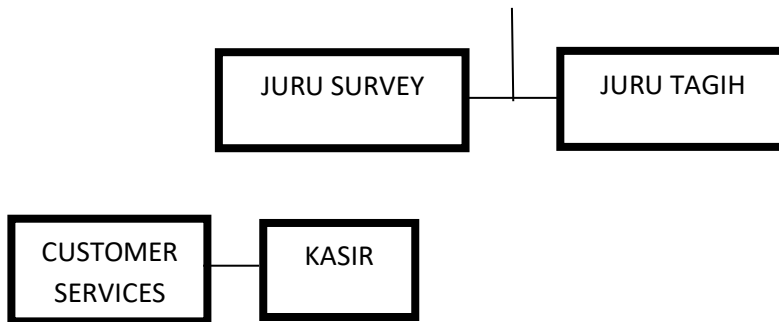 JURU SURVEY
JURU TAGIH
CUSTOMER
SERVICES
KASIR